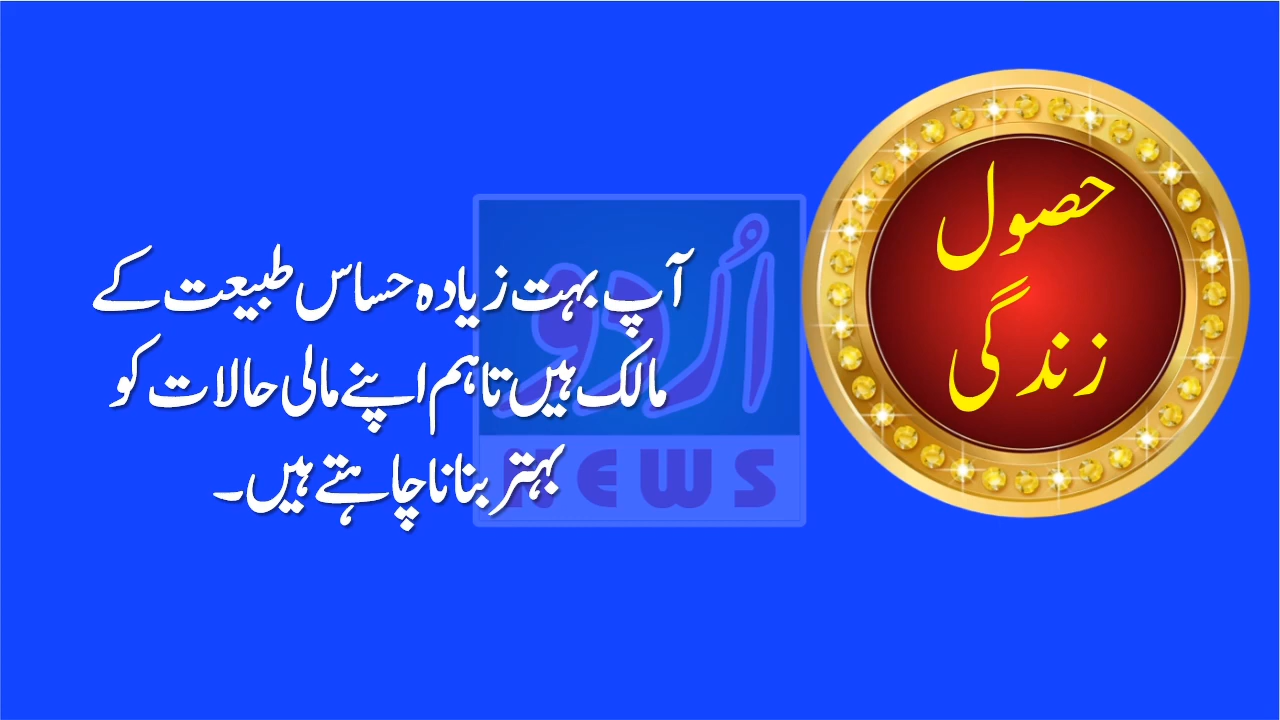 حصول
زندگی
آپ بہت زیادہ حساس طبیعت کے
مالک ہیں تاہم اپنے مالی حالات کو
بہتر بنانا چاہتے ہیں۔
اُردو
NEWS